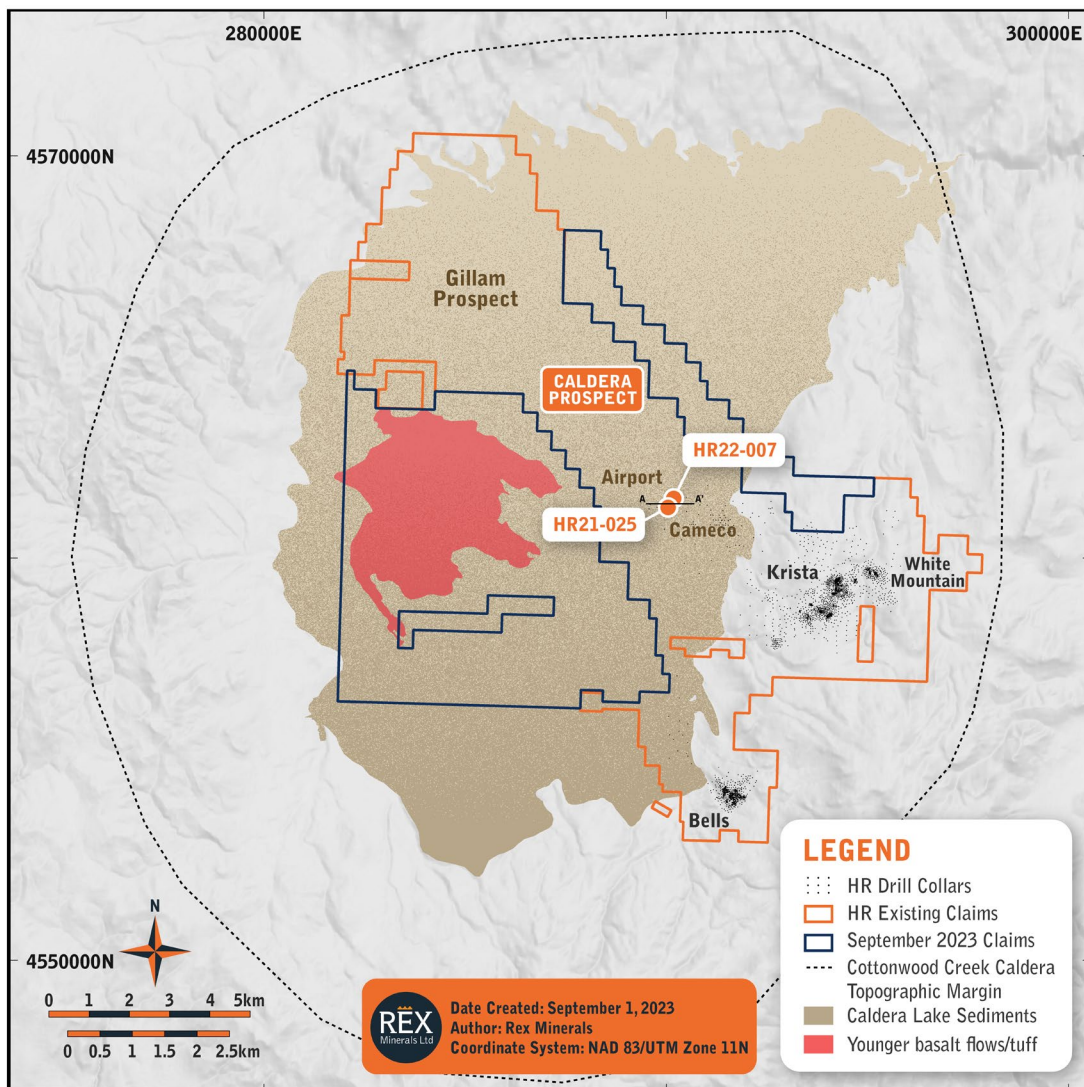 280000E
300000E
4570000N
Gillam
Prospect
CALDERA
PROSPECT
HR22-007
Airport
A
A'
HR21-025
Cameco
Krista
White
Mountain
Bells
LEGEND
HR Drill Collars
HR Existing Claims
September 2023 Claims
Cottonwood Creek Caldera
Topographic Margin
Caldera Lake Sediments
Younger basalt flows/tuff
N
4550000N
0 1 2 3 4 5km
0 0.5 1 1.5 2 2.5km
REX
Minerals Ltd
Date Created: September 1, 2023
Author: Rex Minerals
Coordinate System: NAD 83/UTM Zone 11N